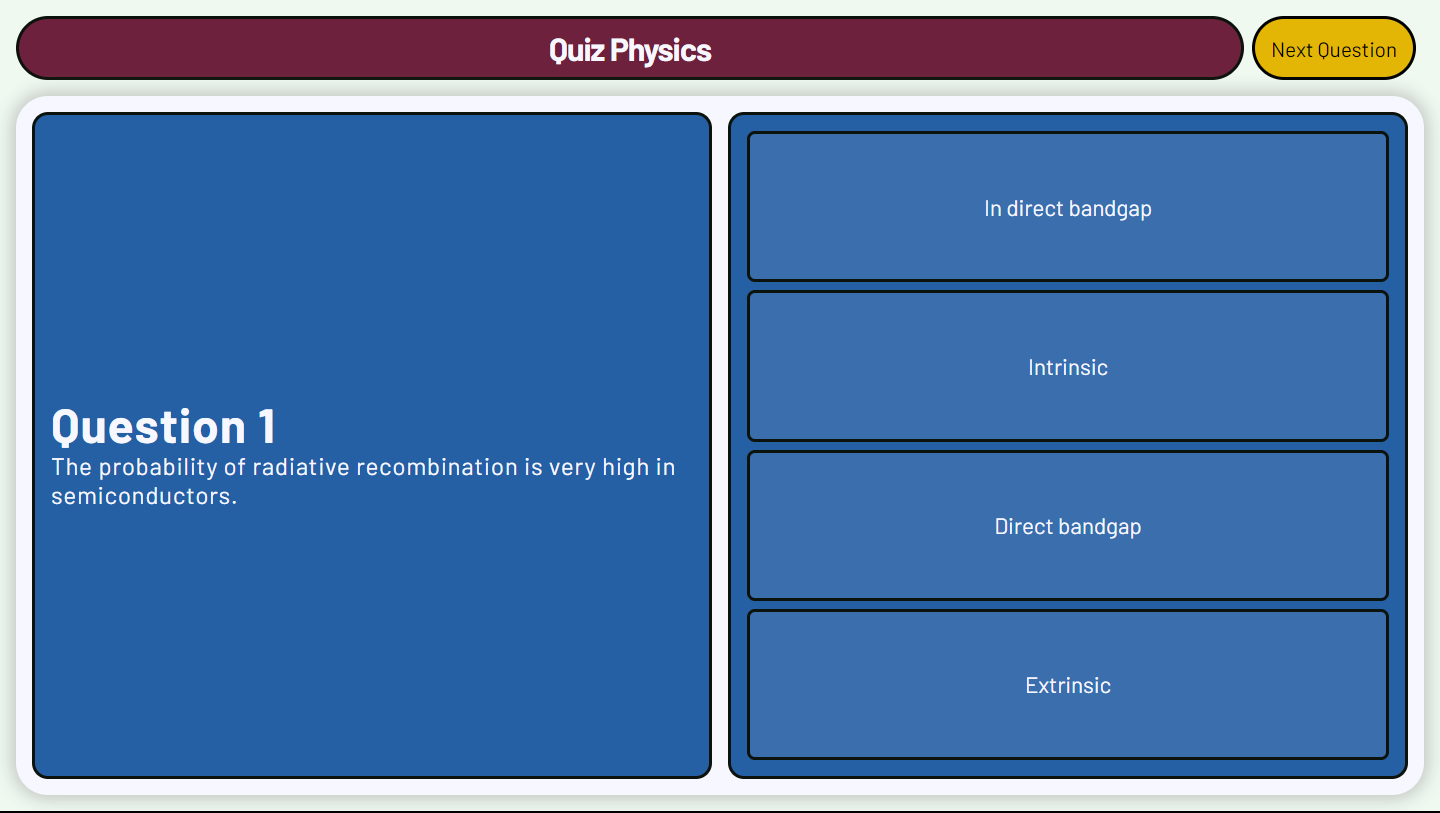 Quiz Physics
Next Question
Question 1
The probability of radiative recombination is very high in
semiconductors.
In direct bandgap
Intrinsic
Direct bandgap
Extrinsic